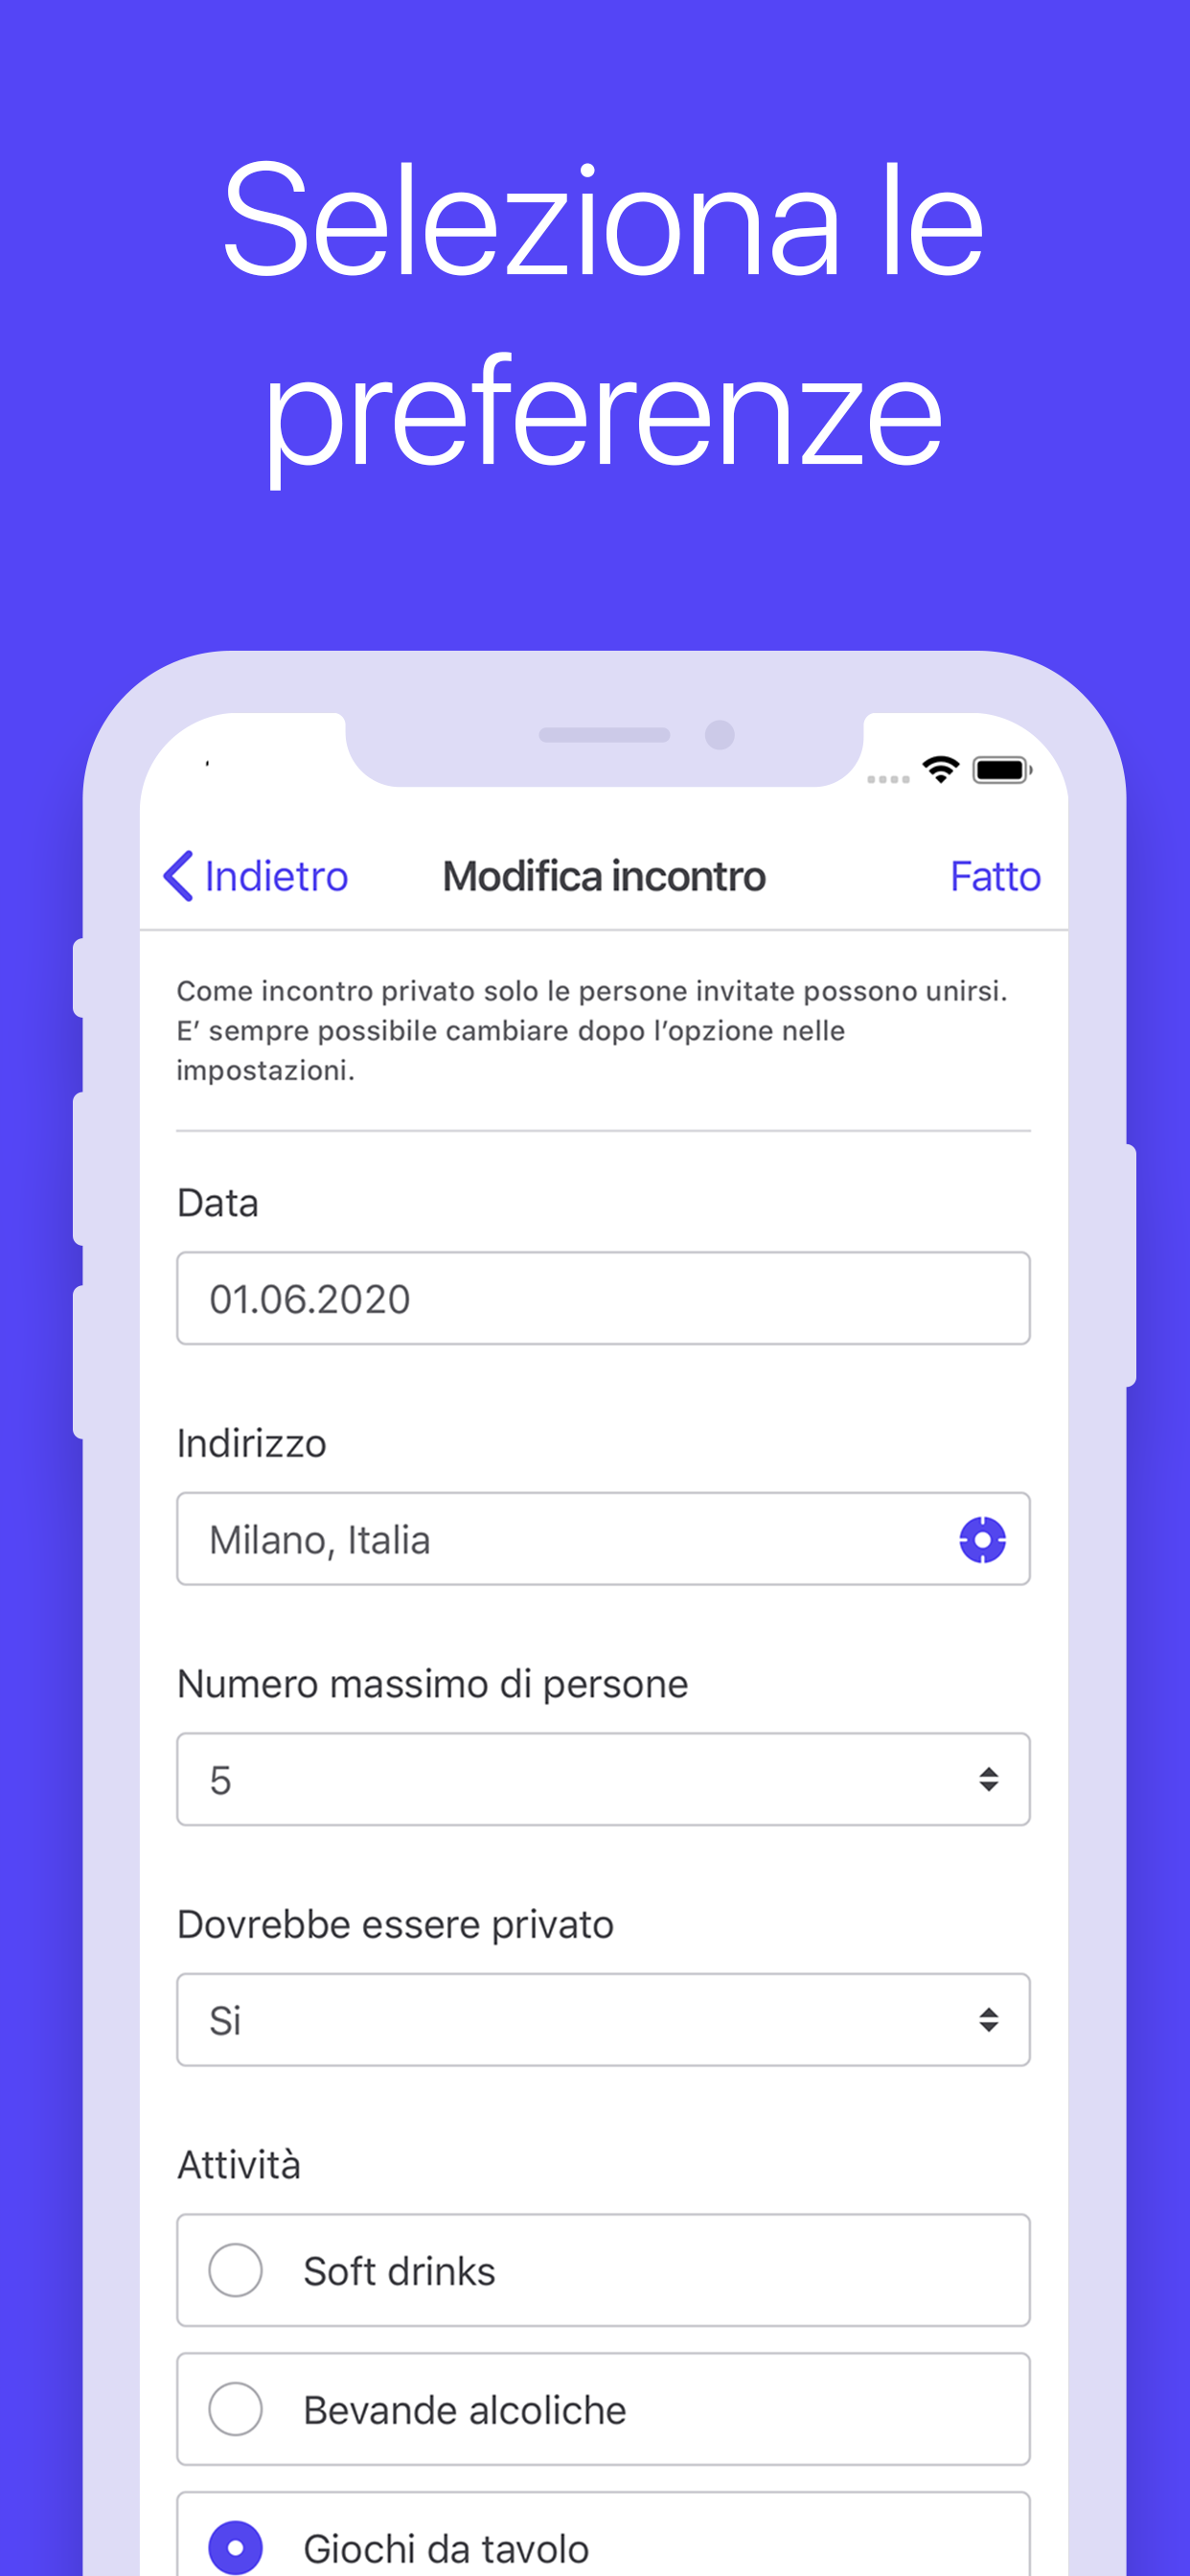 Seleziona le
preferenze
Indietro
Modifica incontro
Fatto
Come incontro privato solo le persone invitate possono unirsi.
E’ sempre possibile cambiare dopo l’opzione nelle
impostazioni.
Data
01.06.2020
Indirizzo
Milano, Italia
Numero massimo di persone
5
Dovrebbe essere privato
Si
Attività
Soft drinks
Bevande alcoliche
Giochi da tavolo